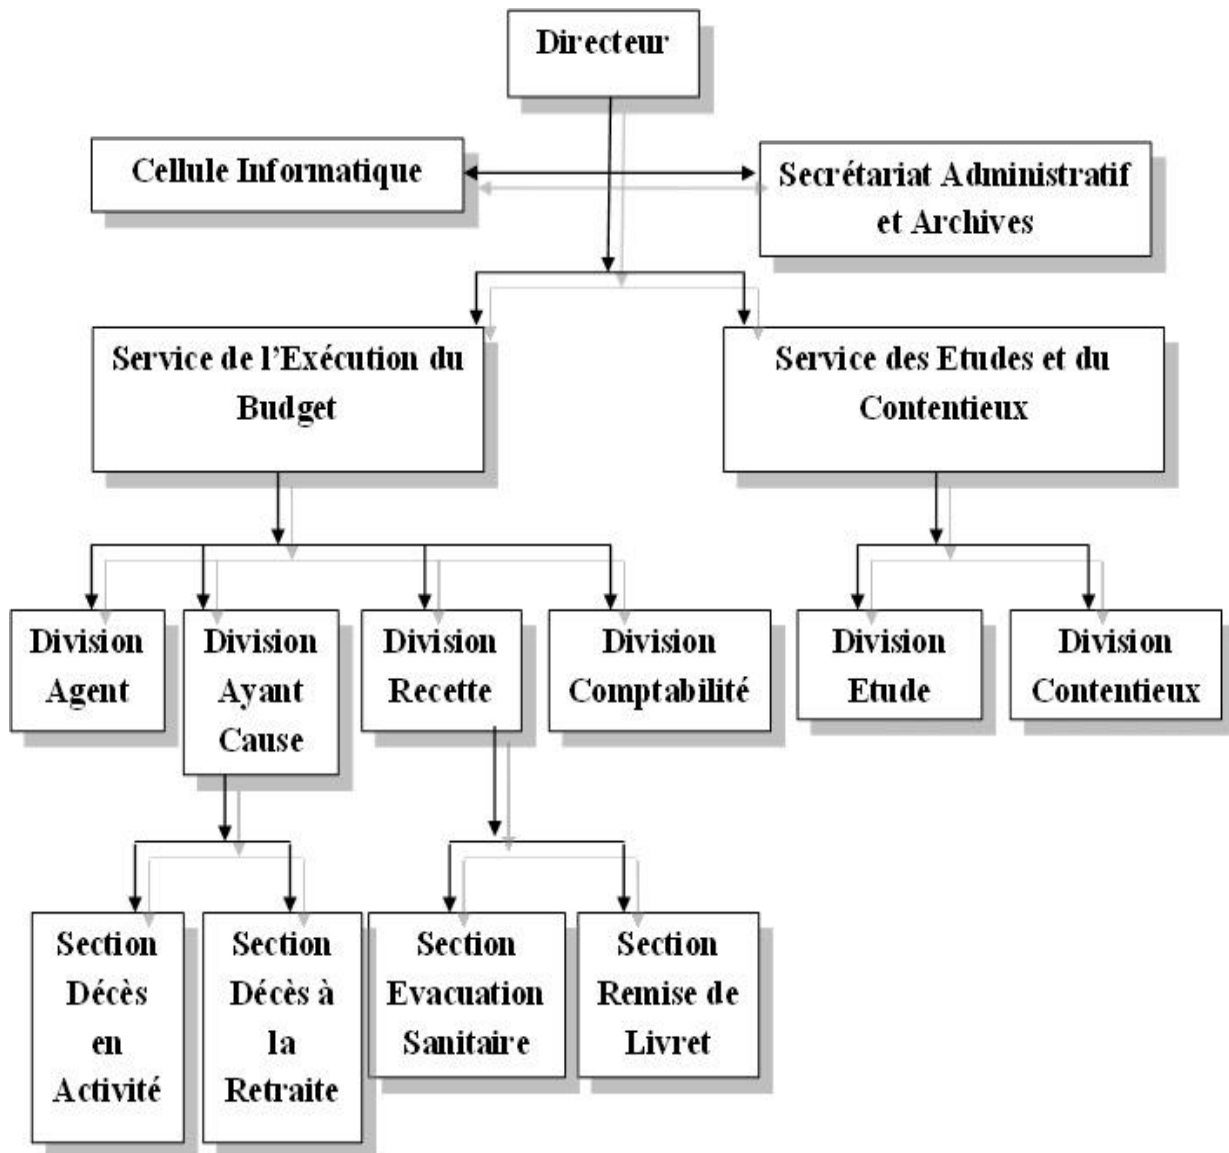 Directeur
Cellule Informatique
Secrétariat Administratif
et Archives
Service de l'Exécution du
Budget
Service des Etudes et du
Contentieux
Division
Agent
Division
Ayant
Cause
Division
Recette
Division
Comptabilité
Division
Etude
Division
Contentieux
Section
Décès
en
Activité
Section
Décès à
la
Retraite
Section
Evacuation
Sanitaire
Section
Remise de
Livret